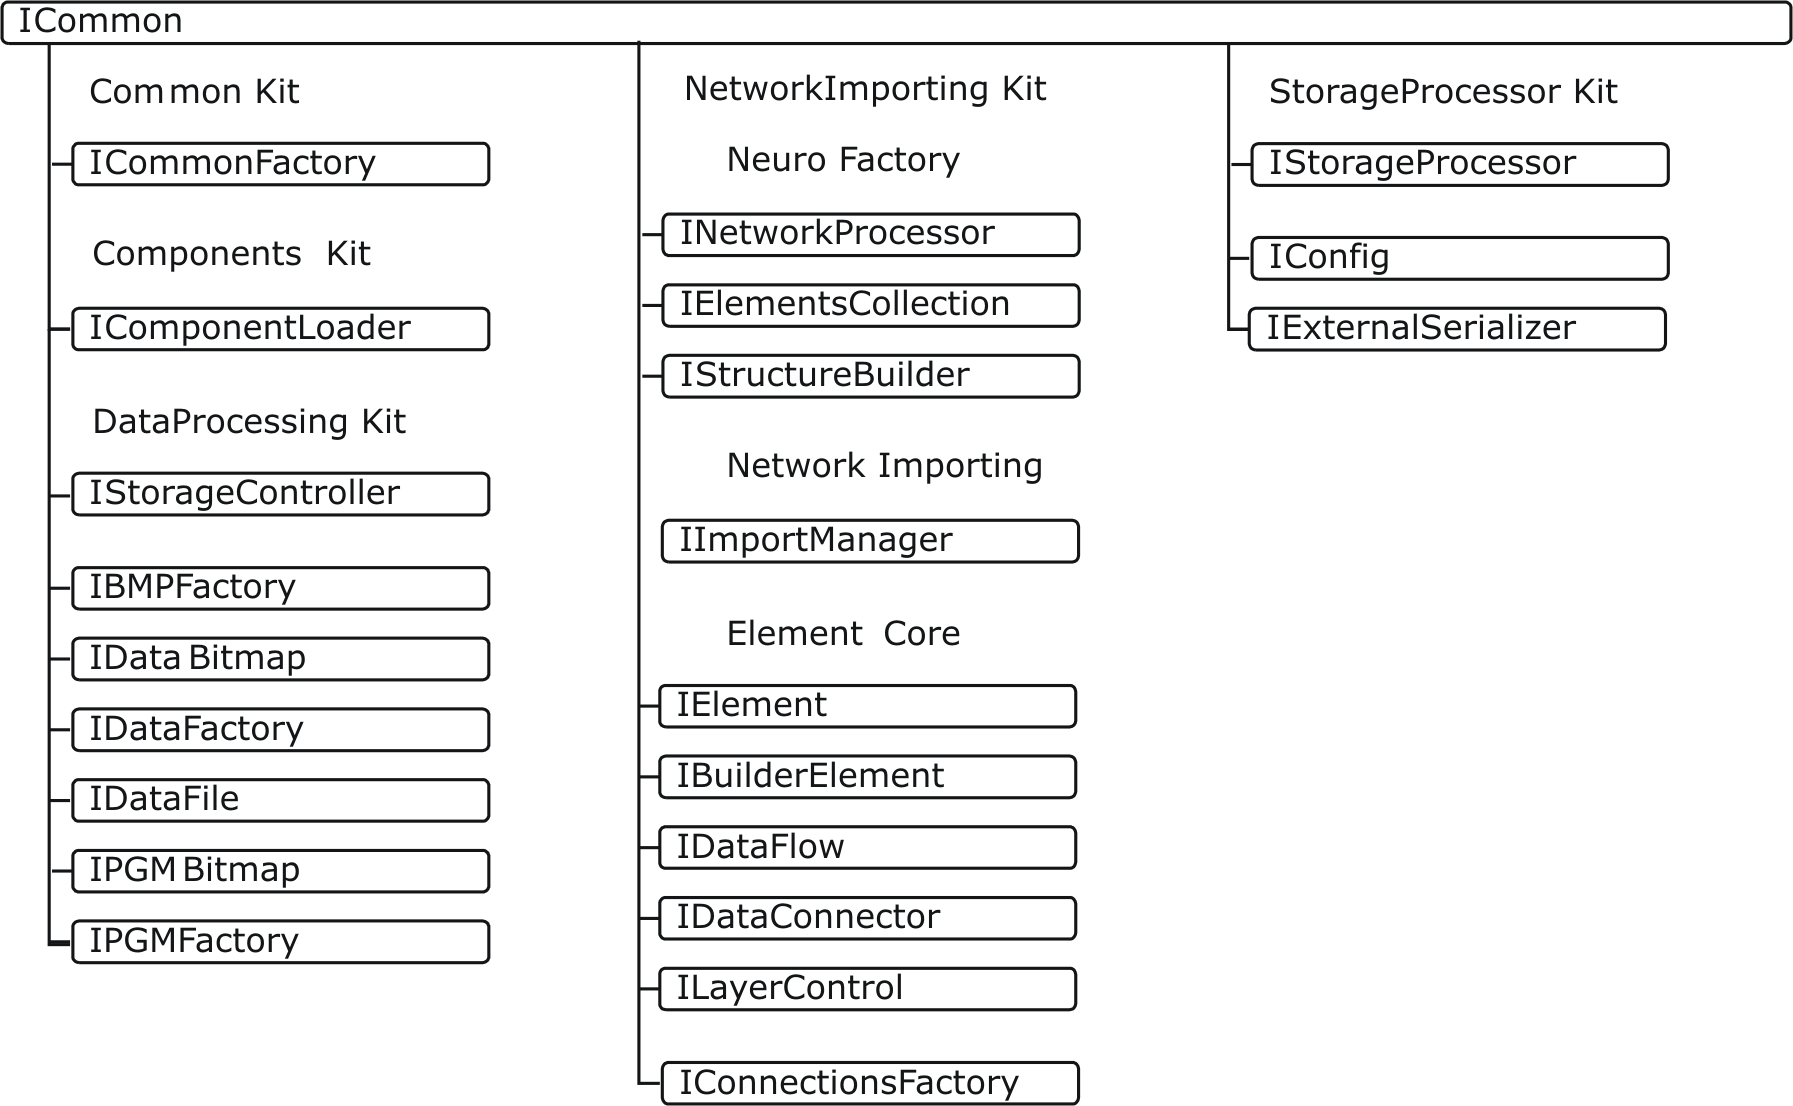 ICommon
Common Kit
ICommonFactory
Components Kit
IComponentLoader
DataProcessing Kit
IStorageController
IBMPFactory
IData Bitmap
IDataFactory
IDataFile
IPGM Bitmap
IPGMFactory
NetworkImporting Kit
Neuro Factory
INetworkProcessor
IElementsCollection
IStructureBuilder
Network Importing
IImportManager
Element Core
IElement
IBuilderElement
IDataFlow
IDataConnector
ILayerControl
IConnectionsFactory
StorageProcessor Kit
IStorageProcessor
IConfig
IExternalSerializer